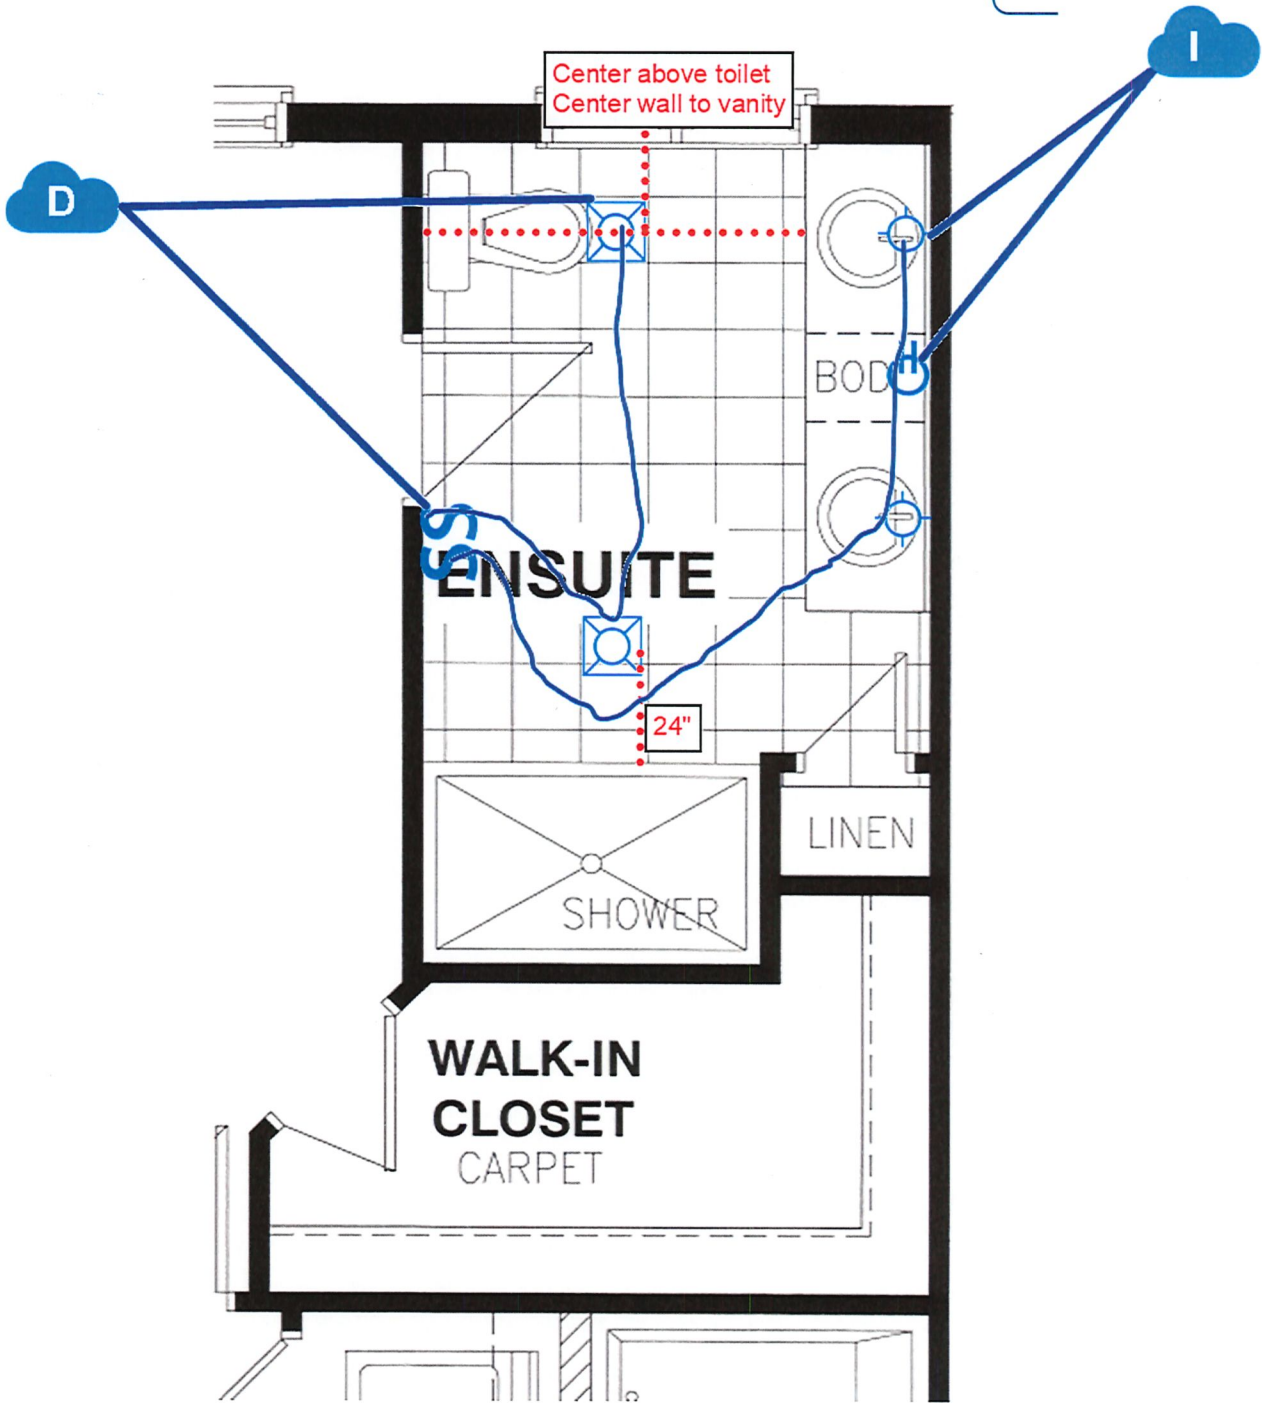 I
Center above toilet
Center wall to vanity
D
BOD
H
SS
ENSUITE
24"
LINEN
SHOWER
WALK-IN
CLOSET
CARPET